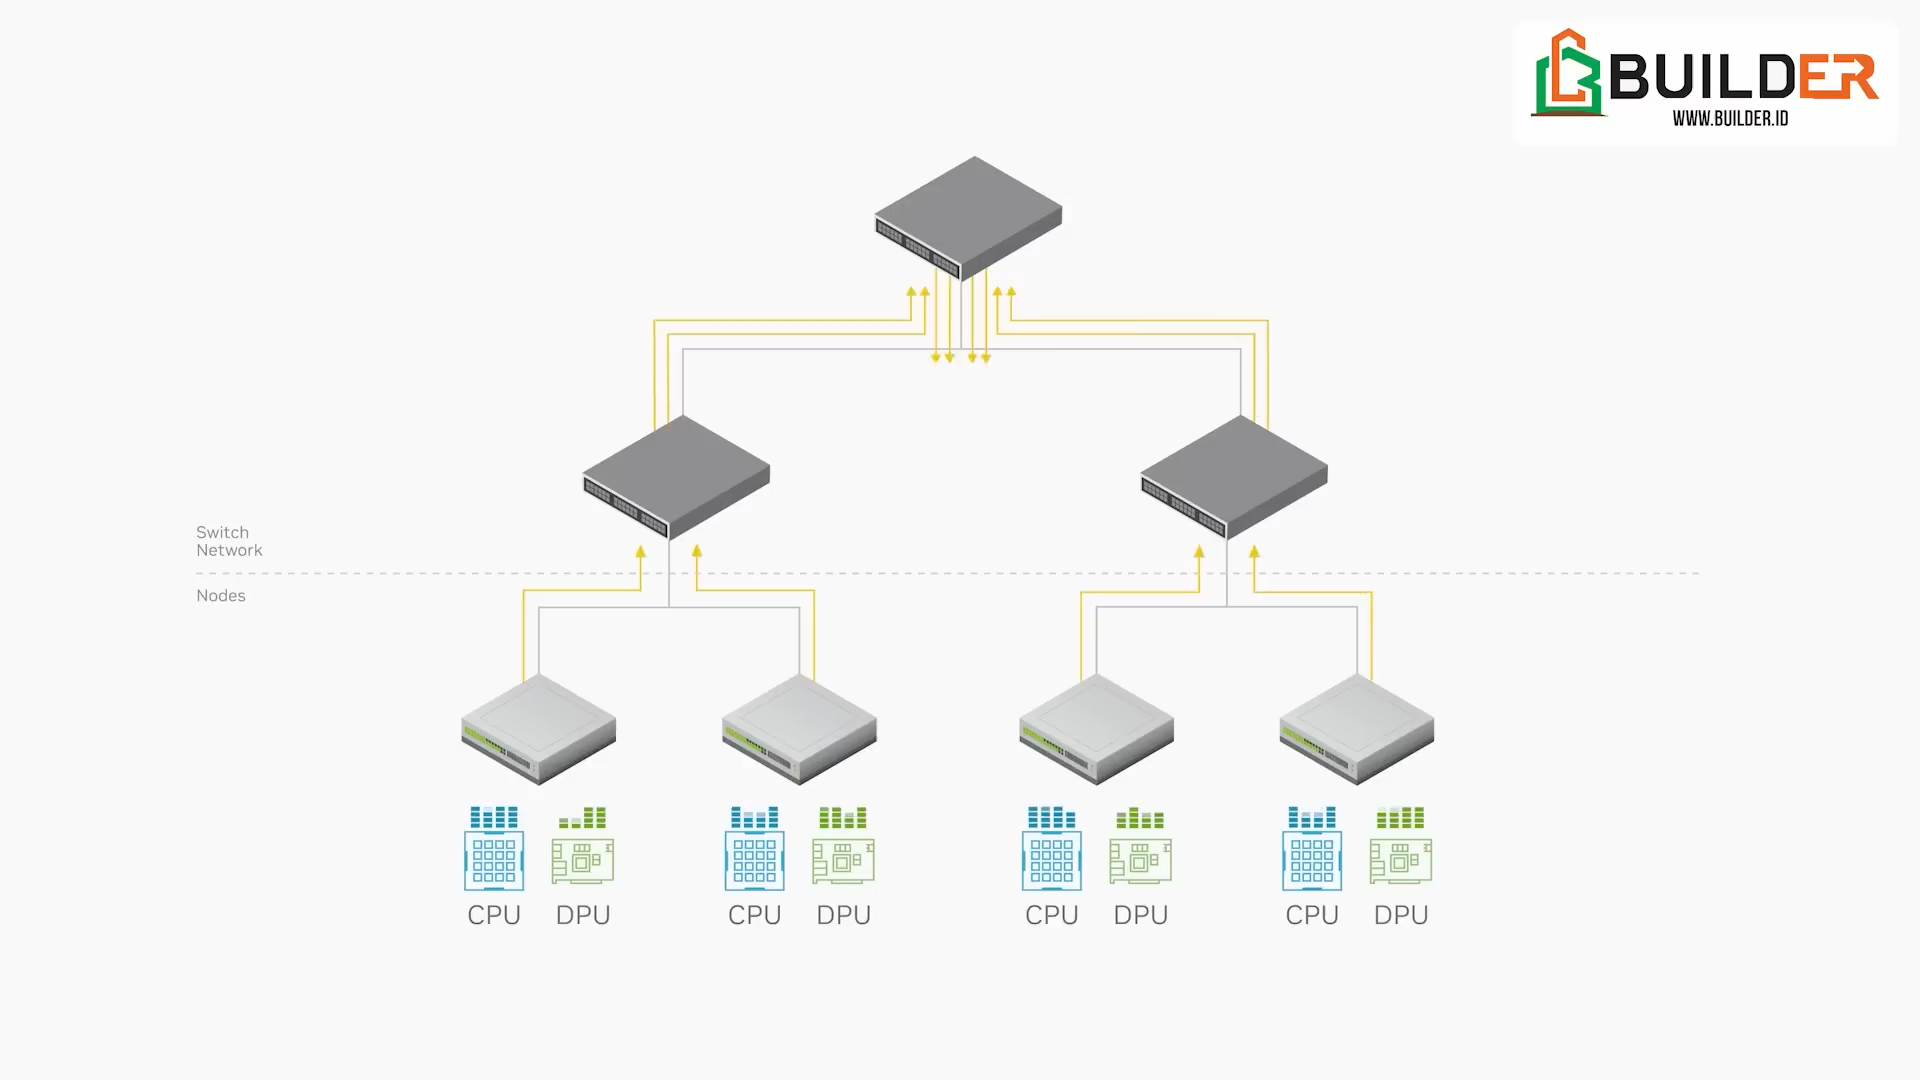 BUILDER
WWW.BUILDER.ID
Switch
Network
Nodes
CPU DPU CPU DPU CPU DPU CPU DPU